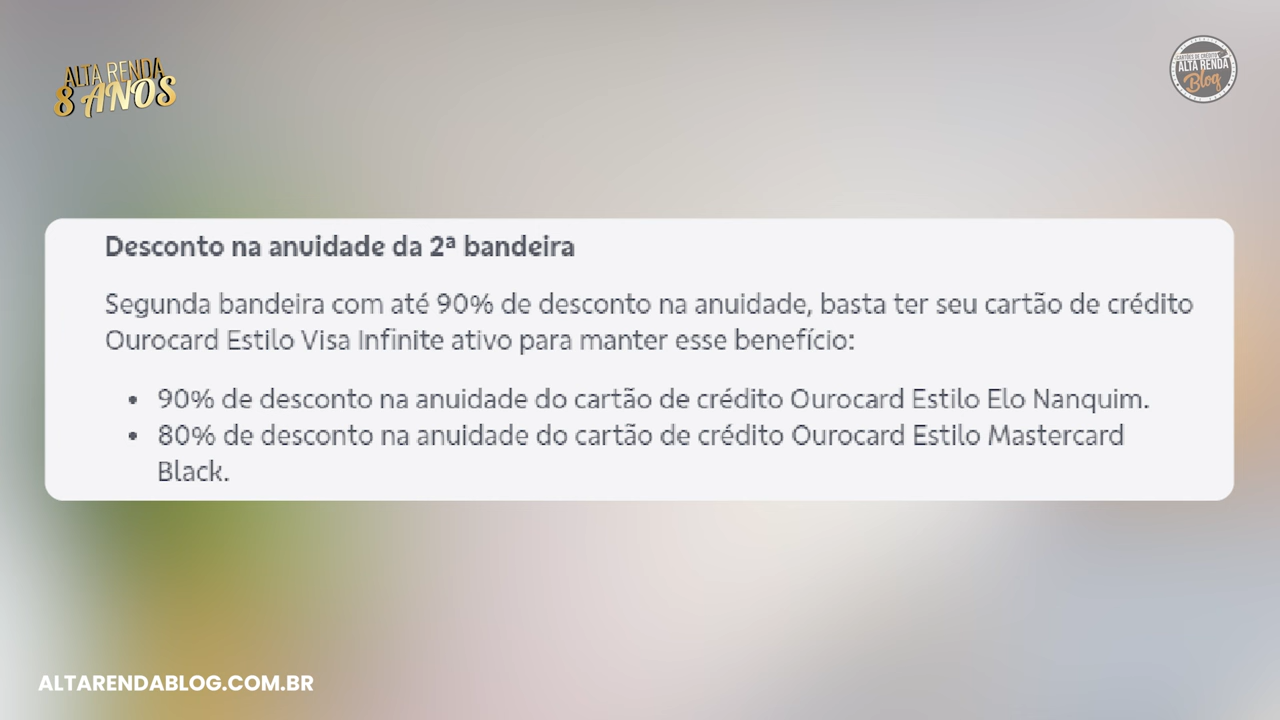 ALTA RENDA
8 ANOS
CARTÕES DE CRÉDITO
ALTA RENDA
Blog
Desconto na anuidade da 2ª bandeira
Segunda bandeira com até 90% de desconto na anuidade, basta ter seu cartão de crédito
Ourocard Estilo Visa Infinite ativo para manter esse benefício:
• 90% de desconto na anuidade do cartão de crédito Ourocard Estilo Elo Nanquim.
• 80% de desconto na anuidade do cartão de crédito Ourocard Estilo Mastercard
Black.
ALTARENDABLOG.COM.BR